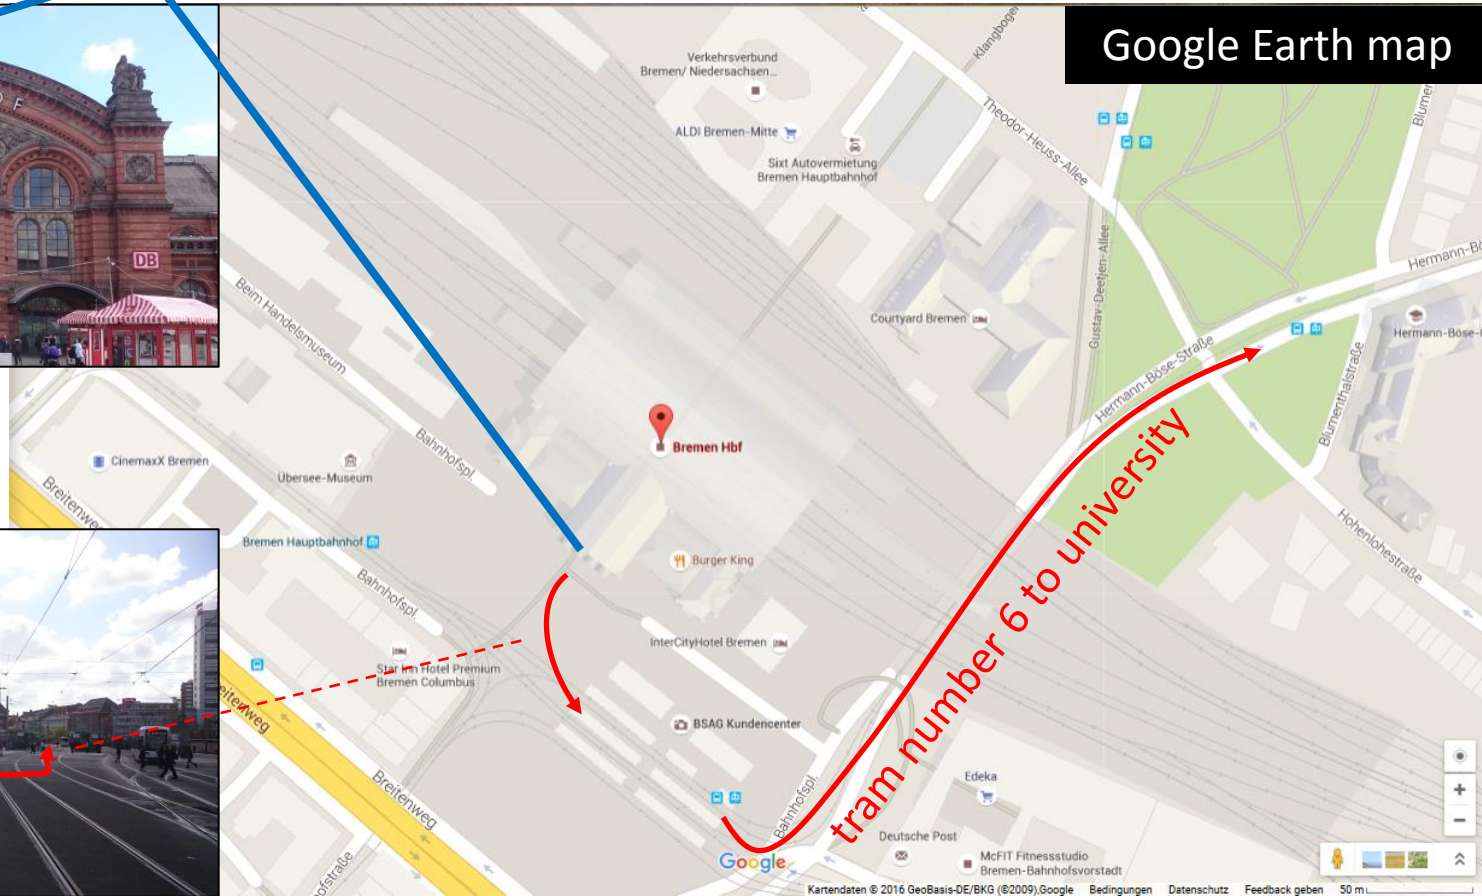 Google Earth map
Verkehrsverbund
Bremen/ Niedersachsen...
ALDI Bremen-Mitte
Sixt Autovermietung
Bremen Hauptbahnhof
Theodor-Heuss-Allee
Gustav-Deetjen-Allee
DB
Beim Handelsmuseum
Courtyard Bremen
Hermann-Böse-Straße
Hermann-Bö
Hermann-Böse-
Blumenthalstraße
Bremen Hbf
CinemaxX Bremen
Übersee-Museum
Bahnhofspl.
Breitenweg
Bremen Hauptbahnhof
Burger King
Bahnhofspl.
Hohenlohestraße
InterCityHotel Bremen
Star Inn Hotel Premium
Bremen Columbus
eitenweg
BSAG Kundencenter
tram number 6 to university
Breitenweg
Bahnhofspl.
Edeka
Deutsche Post
McFIT Fitnessstudio
Bremen-Bahnhofsvorstadt
Google
Kartendaten © 2016 GeoBasis-DE/BKG (©2009),Google Bedingungen Datenschutz Feedback geben 50 m